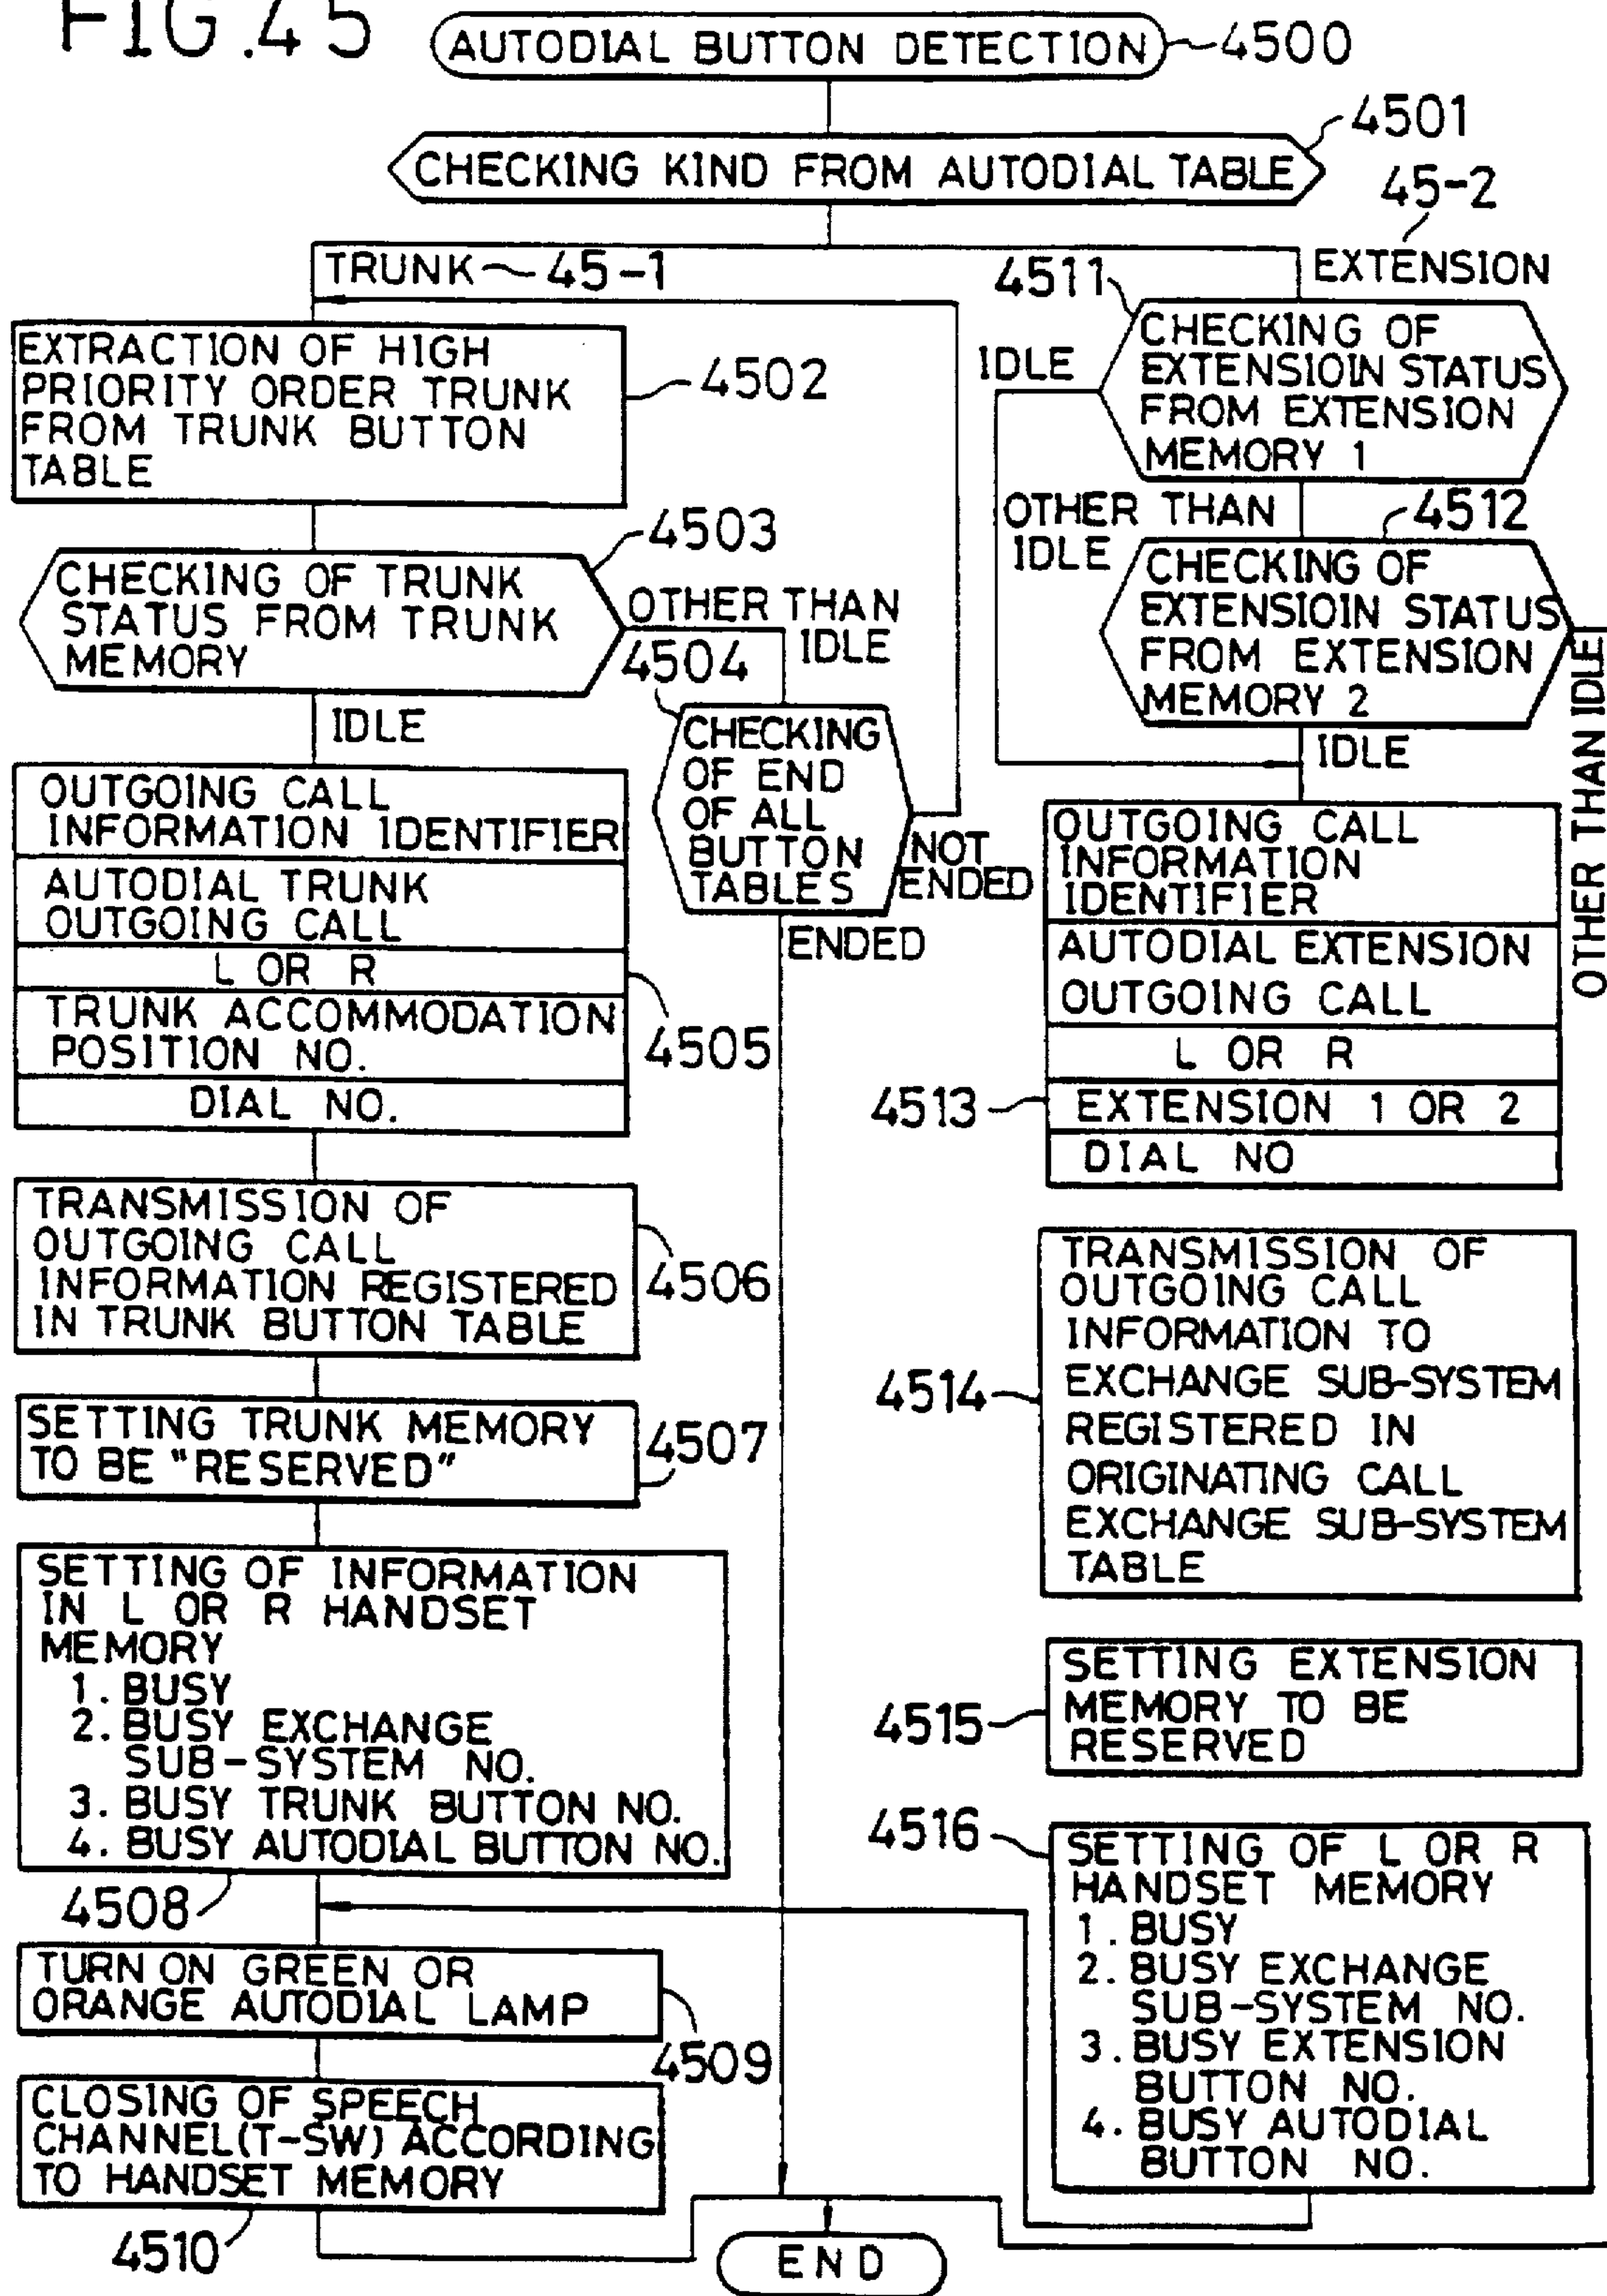 FIG.45
AUTODIAL BUTTON DETECTION
4500
CHECKING KIND FROM AUTODIAL TABLE
4501
45-2
TRUNK
45-1
EXTENSION
EXTRACTION OF HIGH
PRIORITY ORDER TRUNK
FROM TRUNK BUTTON
TABLE
4502
CHECKING OF TRUNK
STATUS FROM TRUNK
MEMORY
4503
OTHER THAN
IDLE
IDLE
4504
CHECKING
OF END
OF ALL
BUTTON
TABLES
NOT
ENDED
ENDED
OUTGOING CALL
INFORMATION IDENTIFIER
AUTODIAL TRUNK
OUTGOING CALL
L OR R
TRUNK ACCOMMODATION
POSITION NO.
DIAL NO.
4505
TRANSMISSION OF
OUTGOING CALL
INFORMATION REGISTERED
IN TRUNK BUTTON TABLE
4506
SETTING TRUNK MEMORY
TO BE "RESERVED"
4507
SETTING OF INFORMATION
IN L OR R HANDSET
MEMORY
1. BUSY
2. BUSY EXCHANGE
SUB-SYSTEM NO.
3. BUSY TRUNK BUTTON NO.
4. BUSY AUTODIAL BUTTON NO.
4508
TURN ON GREEN OR
ORANGE AUTODIAL LAMP
4509
CLOSING OF SPEECH
CHANNEL(T-SW) ACCORDING
TO HANDSET MEMORY
4510
4511
CHECKING OF
EXTENSIOIN STATUS
FROM EXTENSION
MEMORY 1
IDLE
OTHER THAN
IDLE
4512
CHECKING OF
EXTENSIOIN STATUS
FROM EXTENSION
MEMORY 2
IDLE
OTHER THAN IDLE
OUTGOING CALL
INFORMATION
IDENTIFIER
AUTODIAL EXTENSION
OUTGOING CALL
L OR R
EXTENSION 1 OR 2
DIAL NO
4513
TRANSMISSION OF
OUTGOING CALL
INFORMATION TO
EXCHANGE SUB-SYSTEM
REGISTERED IN
ORIGINATING CALL
EXCHANGE SUB-SYSTEM
TABLE
4514
SETTING EXTENSION
MEMORY TO BE
RESERVED
4515
SETTING OF L OR R
HANDSET MEMORY
1. BUSY
2. BUSY EXCHANGE
SUB-SYSTEM NO.
3. BUSY EXTENSION
BUTTON NO.
4. BUSY AUTODIAL
BUTTON NO.
4516
END